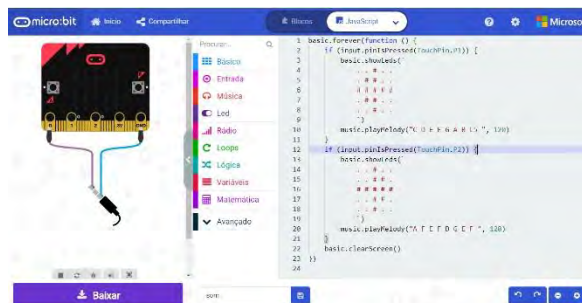 micro:bit
Início
Compartilhar
Blocos
JavaScript
Microso
Procurar...
Básico
Entrada
Música
Led
Rádio
Loops
Lógica
Variáveis
Matemática
Avançado
1 basic.forever(function () {
2 if (input.pinIsPressed(TouchPin.P1)) {
3 basic.showLeds(`
4 . . # . .
5 . # # . .
6 # # # # #
7 . # # . .
8 . . # . .
9 `)
10 music.playMelody("C D E F G A B C5 ", 120)
11 }
12 if (input.pinIsPressed(TouchPin.P2)) {
13 basic.showLeds(`
14 . . # . .
15 . . # # .
16 # # # # #
17 . . # # .
18 . . # . .
19 `)
20 music.playMelody("A F E F D G E F ", 120)
21 }
22 basic.clearScreen()
23 })
24
Baixar
som